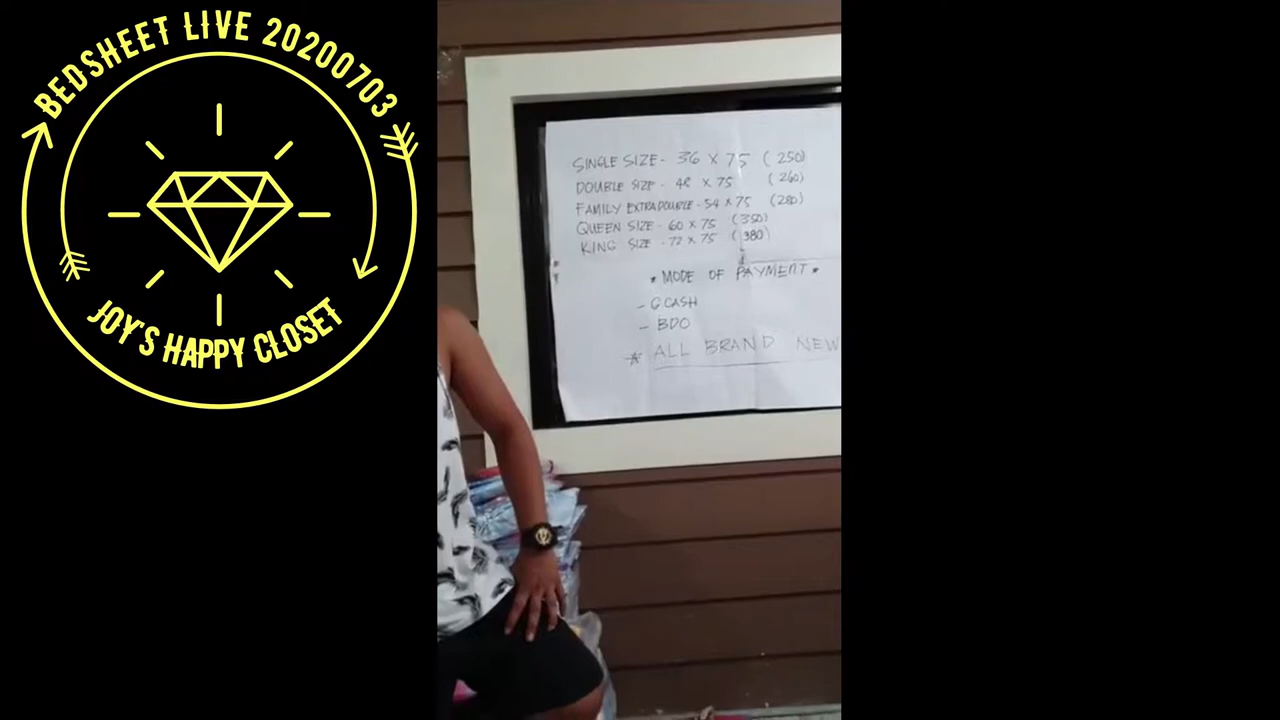 BEDSHEET LIVE 20200703
JOY'S HAPPY CLOSET
SINGLE SIZE - 36 X 75 (250)
DOUBLE SIZE - 48 X 75 (260)
FAMILY EXTRADOUBLE - 54 X 75 (280)
QUEEN SIZE - 60 X 75 (350)
KING SIZE - 72 X 75 (380)
* MODE OF PAYMENT *
- GCASH
- BDO
* ALL BRAND NEW